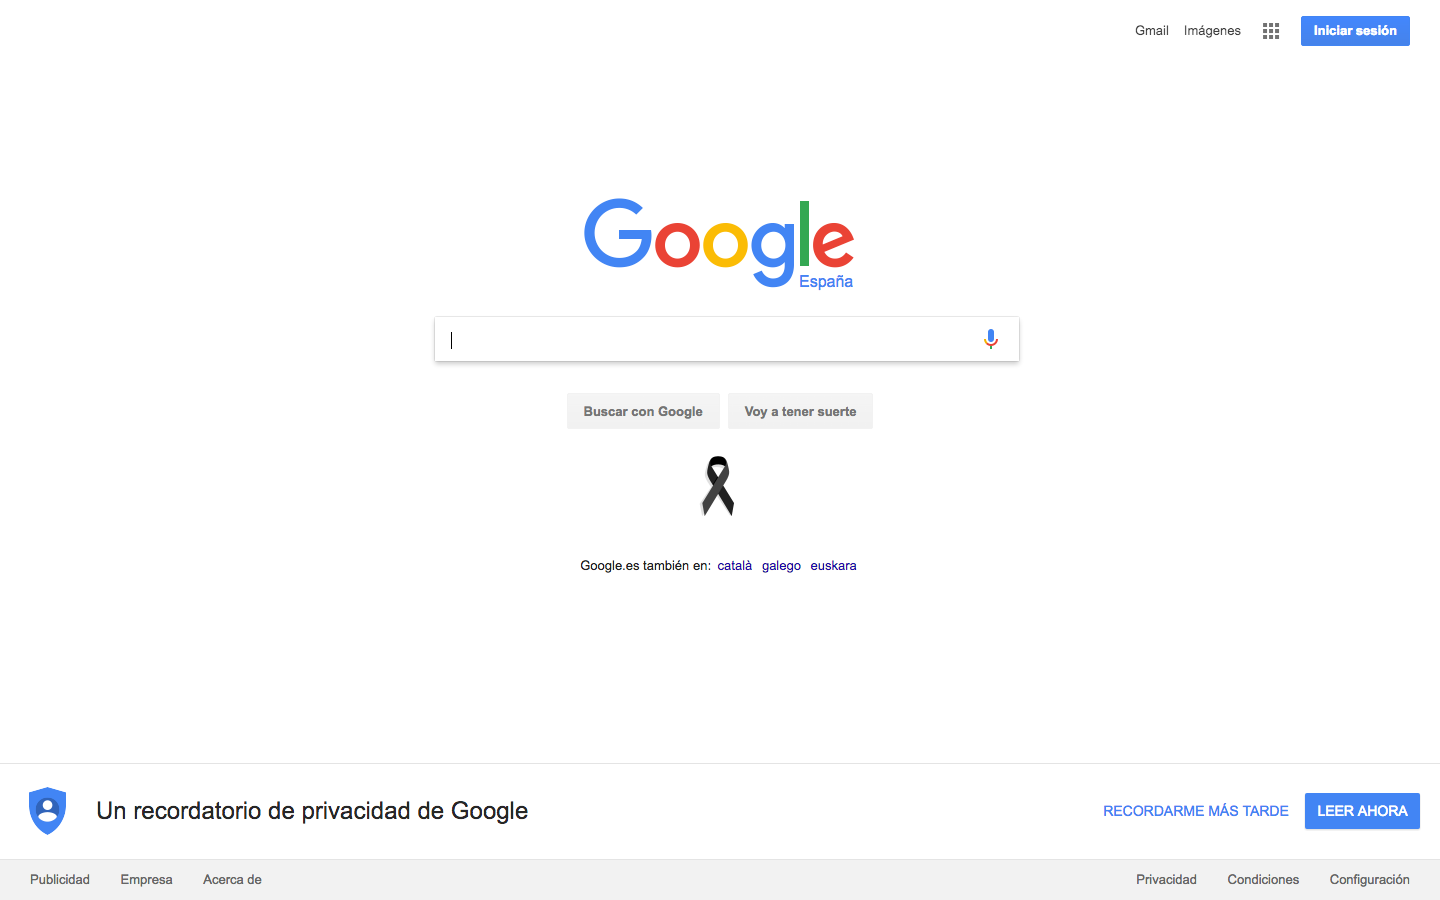 Gmail Imágenes Iniciar sesión
Google
España
Buscar con Google Voy a tener suerte
Google.es también en: català galego euskara
Un recordatorio de privacidad de Google RECORDARME MÁS TARDE LEER AHORA
Publicidad Empresa Acerca de Privacidad Condiciones Configuración